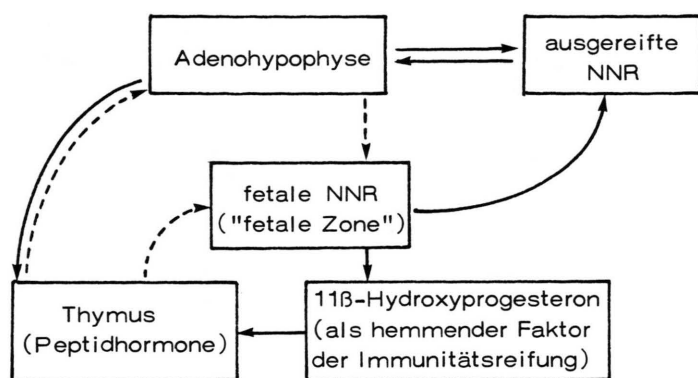 Adenohypophyse
ausgereifte
NNR
fetale NNR
("fetale Zone")
Thymus
(Peptidhormone)
11ß-Hydroxyprogesteron
(als hemmender Faktor
der Immunitätsreifung)